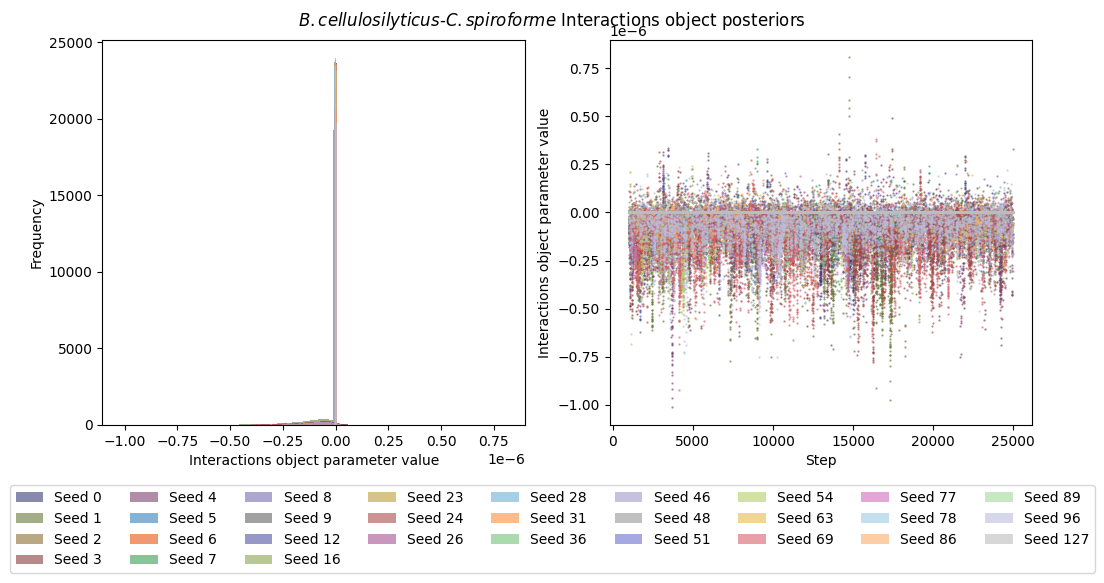 B.cellulosilyticus-C.spiroforme Interactions object posteriors
Frequency
25000
20000
15000
10000
5000
0
−1.00 −0.75 −0.50 −0.25 0.00 0.25 0.50 0.75
1e−6
Interactions object parameter value
1e−6
Interactions object parameter value
0.75
0.50
0.25
0.00
−0.25
−0.50
−0.75
−1.00
0 5000 10000 15000 20000 25000
Step
Seed 0 Seed 4 Seed 8 Seed 23 Seed 28 Seed 46 Seed 54 Seed 77 Seed 89
Seed 1 Seed 5 Seed 9 Seed 24 Seed 31 Seed 48 Seed 63 Seed 78 Seed 96
Seed 2 Seed 6 Seed 12 Seed 26 Seed 36 Seed 51 Seed 69 Seed 86 Seed 127
Seed 3 Seed 7 Seed 16